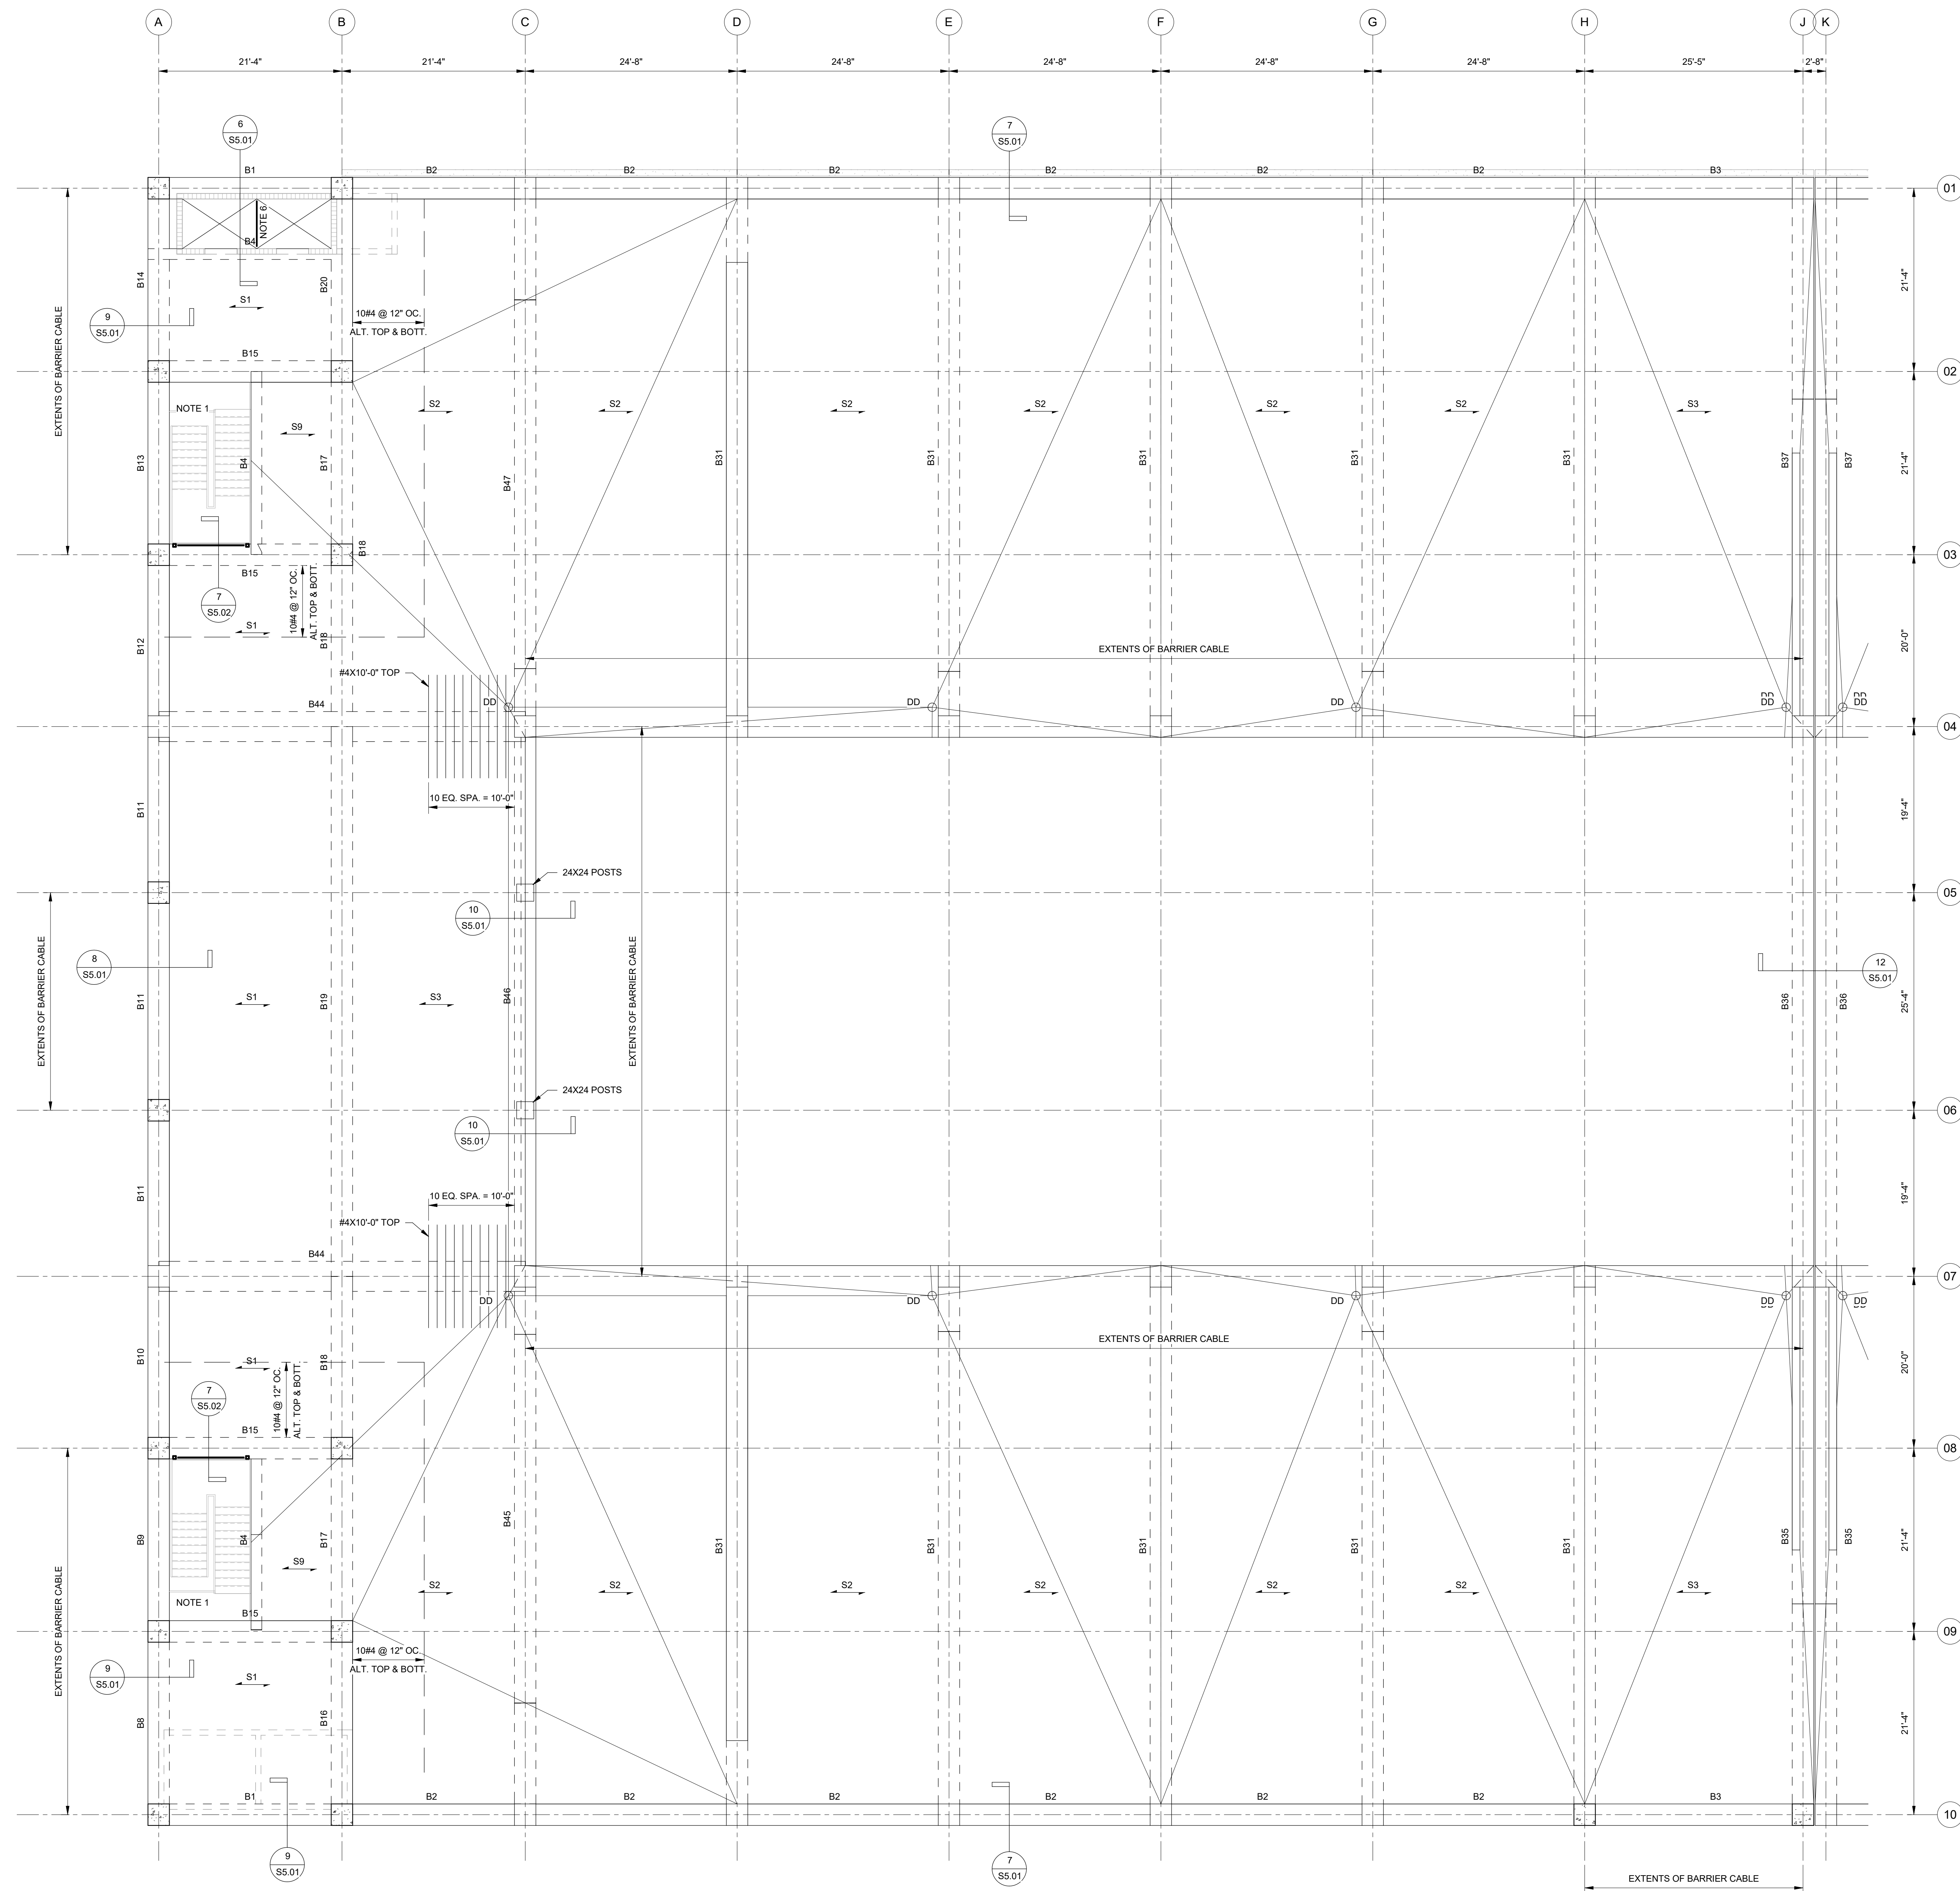 A B C D E F G H J K
21'-4" 21'-4" 24'-8" 24'-8" 24'-8" 24'-8" 24'-8" 25'-5" 2'-8"
6
S5.01
7
S5.01
B1 B2 B2 B2 B2 B2 B2 B3
01
NOTE 6
B4
B14
B20
S1
9
S5.01
10#4 @ 12" OC.
ALT. TOP & BOTT.
21'-4"
EXTENTS OF BARRIER CABLE
B15
02
NOTE 1
S9
S2 S2 S2 S2 S2 S2 S3
B13
B4
B17
B47
B31 B31 B31 B31 B31
B37 B37
21'-4"
B18
03
B15
7
S5.02
10#4 @ 12" OC.
ALT. TOP & BOTT.
S1
B12
B18
20'-0"
EXTENTS OF BARRIER CABLE
#4X10'-0" TOP
B44
DD DD DD DD DD DD DD
04
10 EQ. SPA. = 10'-0"
B11
19'-4"
24X24 POSTS
05
10
S5.01
EXTENTS OF BARRIER CABLE
EXTENTS OF BARRIER CABLE
8
S5.01
12
S5.01
S1 S3
B11
B19
B46
B36 B36
25'-4"
24X24 POSTS
06
10
S5.01
B11
19'-4"
10 EQ. SPA. = 10'-0"
#4X10'-0" TOP
B44
07
DD DD DD DD DD DD DD
EXTENTS OF BARRIER CABLE
B10
S1
B18
10#4 @ 12" OC.
ALT. TOP & BOTT.
20'-0"
7
S5.02
B15
08
B9
B4
B17
B45
B31 B31 B31 B31 B31
B35 B35
21'-4"
S9
S2 S2 S2 S2 S2 S2 S3
NOTE 1
EXTENTS OF BARRIER CABLE
B15
09
10#4 @ 12" OC.
ALT. TOP & BOTT.
9
S5.01
S1
B8
B16
21'-4"
B1 B2 B2 B2 B2 B2 B2 B3
10
9
S5.01
7
S5.01
EXTENTS OF BARRIER CABLE